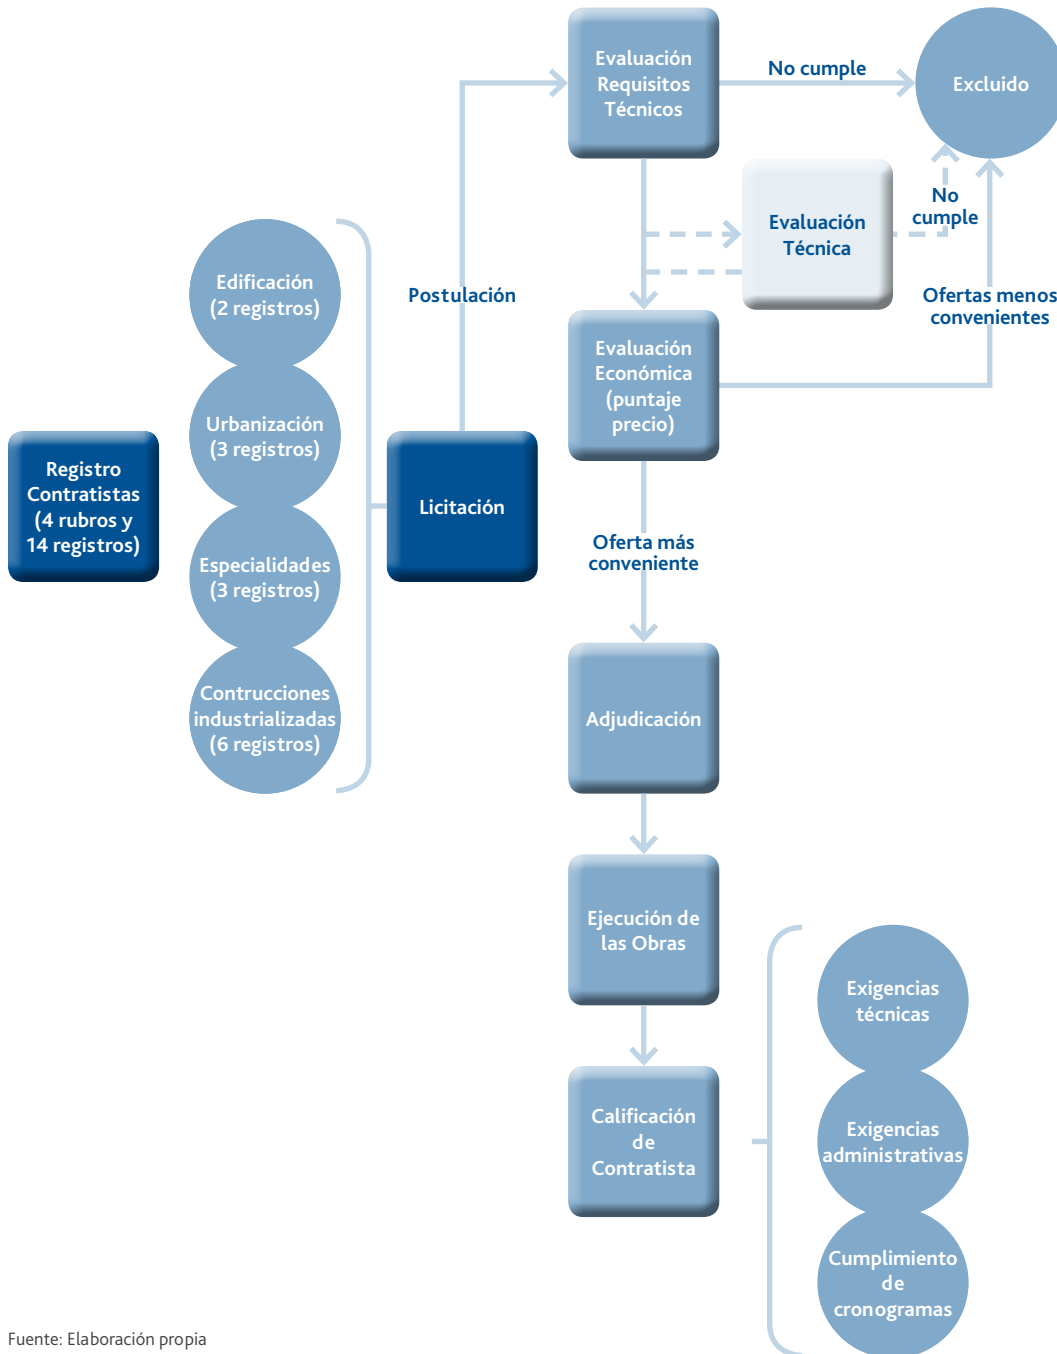 Evaluación
Requisitos
Técnicos
No cumple
Excluido
Evaluación
Técnica
No
cumple
Edificación
(2 registros)
Postulación
Ofertas menos
convenientes
Evaluación
Económica
(puntaje
precio)
Urbanización
(3 registros)
Registro
Contratistas
(4 rubros y
14 registros)
Licitación
Oferta más
conveniente
Especialidades
(3 registros)
Contrucciones
industrializadas
(6 registros)
Adjudicación
Ejecución de
las Obras
Exigencias
técnicas
Calificación
de
Contratista
Exigencias
administrativas
Cumplimiento
de
cronogramas
Fuente: Elaboración propia